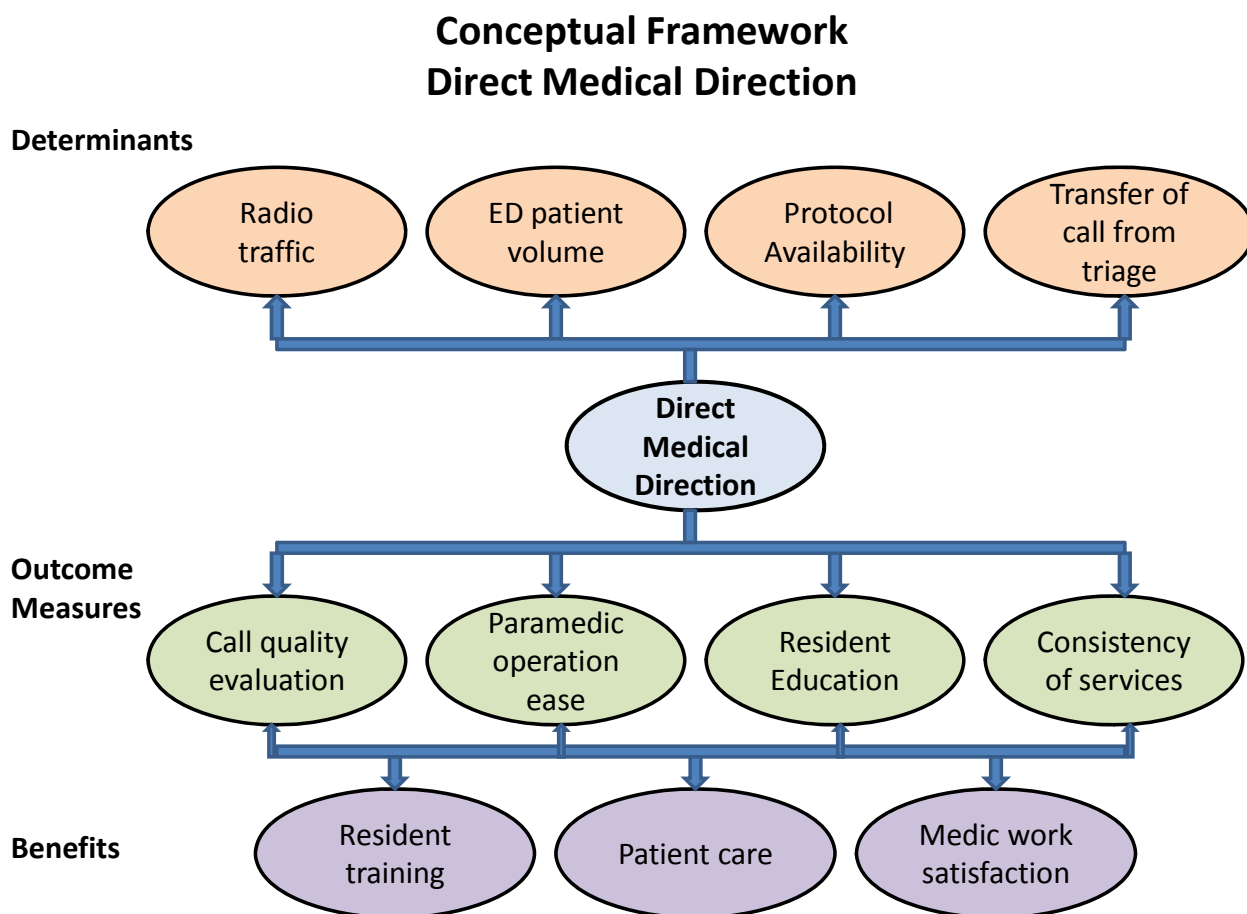 Conceptual Framework
Direct Medical Direction
Determinants
Radio
traffic
ED patient
volume
Protocol
Availability
Transfer of
call from
triage
Direct
Medical
Direction
Outcome
Measures
Call quality
evaluation
Paramedic
operation
ease
Resident
Education
Consistency
of services
Benefits
Resident
training
Patient care
Medic work
satisfaction